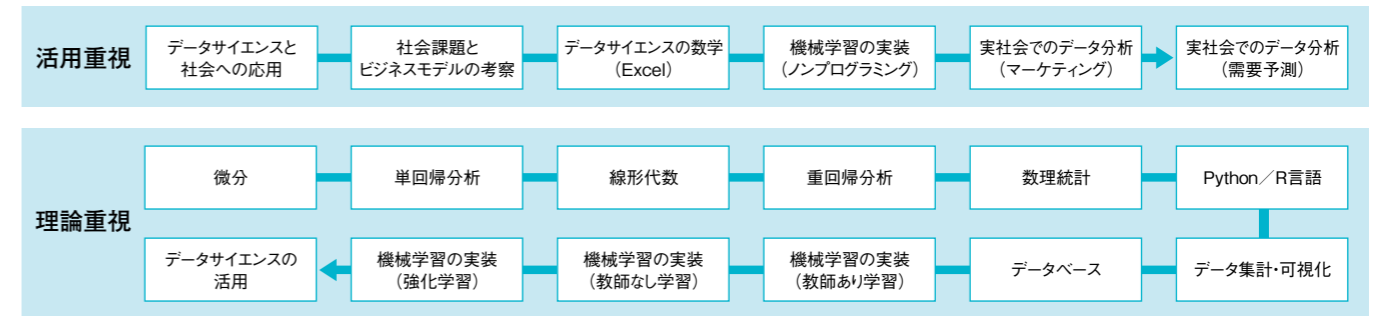 活用重視
データサイエンスと
社会への応用
社会課題と
ビジネスモデルの考察
データサイエンスの数学
（Excel）
機械学習の実装
（ノンプログラミング）
実社会でのデータ分析
（マーケティング）
実社会でのデータ分析
（需要予測）
理論重視
微分
単回帰分析
線形代数
重回帰分析
数理統計
Python／R言語
データ集計・可視化
データベース
機械学習の実装
（教師あり学習）
機械学習の実装
（教師なし学習）
機械学習の実装
（強化学習）
データサイエンスの
活用